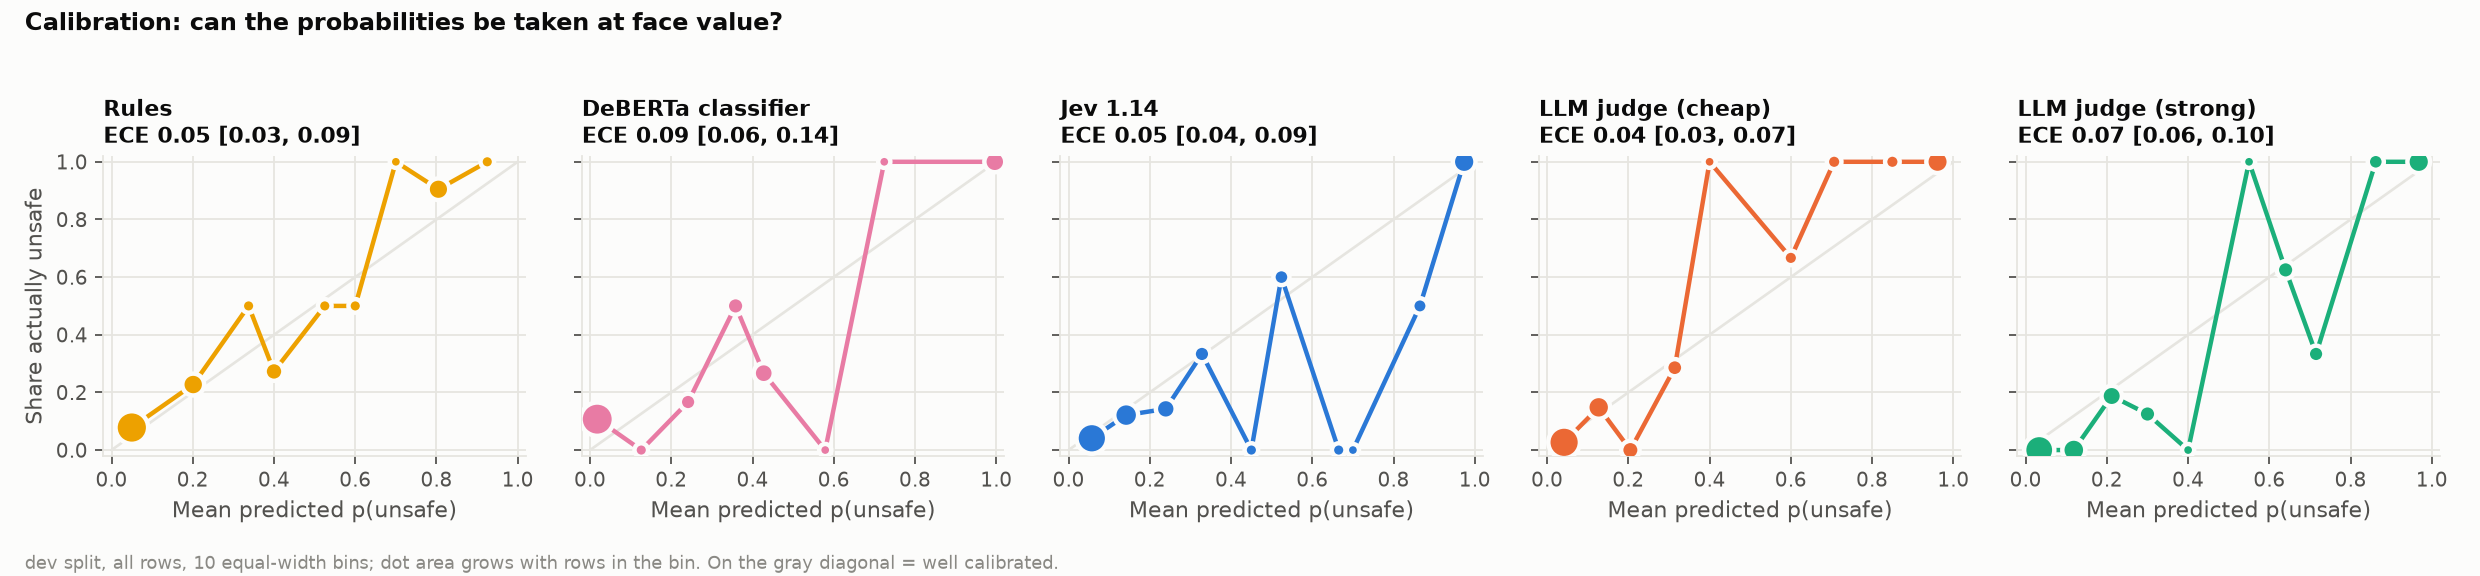 Calibration: can the probabilities be taken at face value?
Rules
ECE 0.05 [0.03, 0.09]
DeBERTa classifier
ECE 0.09 [0.06, 0.14]
Jev 1.14
ECE 0.05 [0.04, 0.09]
LLM judge (cheap)
ECE 0.04 [0.03, 0.07]
LLM judge (strong)
ECE 0.07 [0.06, 0.10]
Share actually unsafe
1.0
0.8
0.6
0.4
0.2
0.0
0.0 0.2 0.4 0.6 0.8 1.0
Mean predicted p(unsafe)
0.0 0.2 0.4 0.6 0.8 1.0
Mean predicted p(unsafe)
0.0 0.2 0.4 0.6 0.8 1.0
Mean predicted p(unsafe)
0.0 0.2 0.4 0.6 0.8 1.0
Mean predicted p(unsafe)
0.0 0.2 0.4 0.6 0.8 1.0
Mean predicted p(unsafe)
dev split, all rows, 10 equal-width bins; dot area grows with rows in the bin. On the gray diagonal = well calibrated.